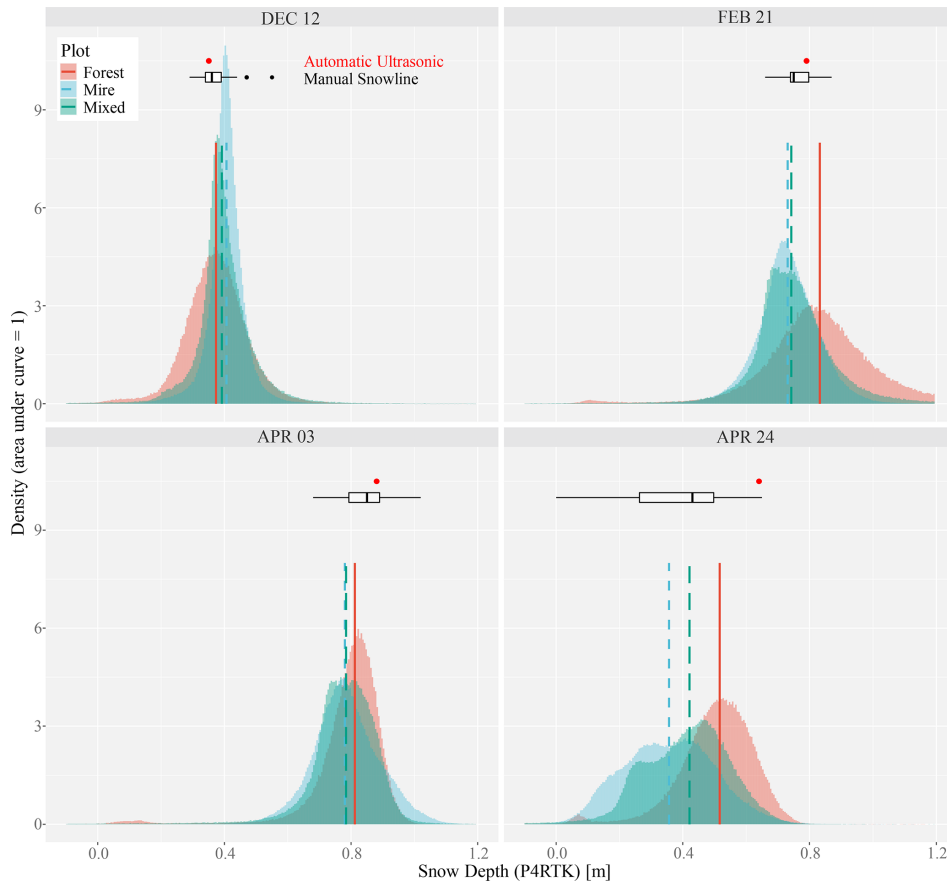 DEC 12
FEB 21
Plot
Forest
Mire
Mixed
Automatic Ultrasonic
Manual Snowline
9
6
3
0
APR 03
APR 24
9
6
3
0
0.0 0.4 0.8 1.2 0.0 0.4 0.8 1.2
Density (area under curve = 1)
Snow Depth (P4RTK) [m]